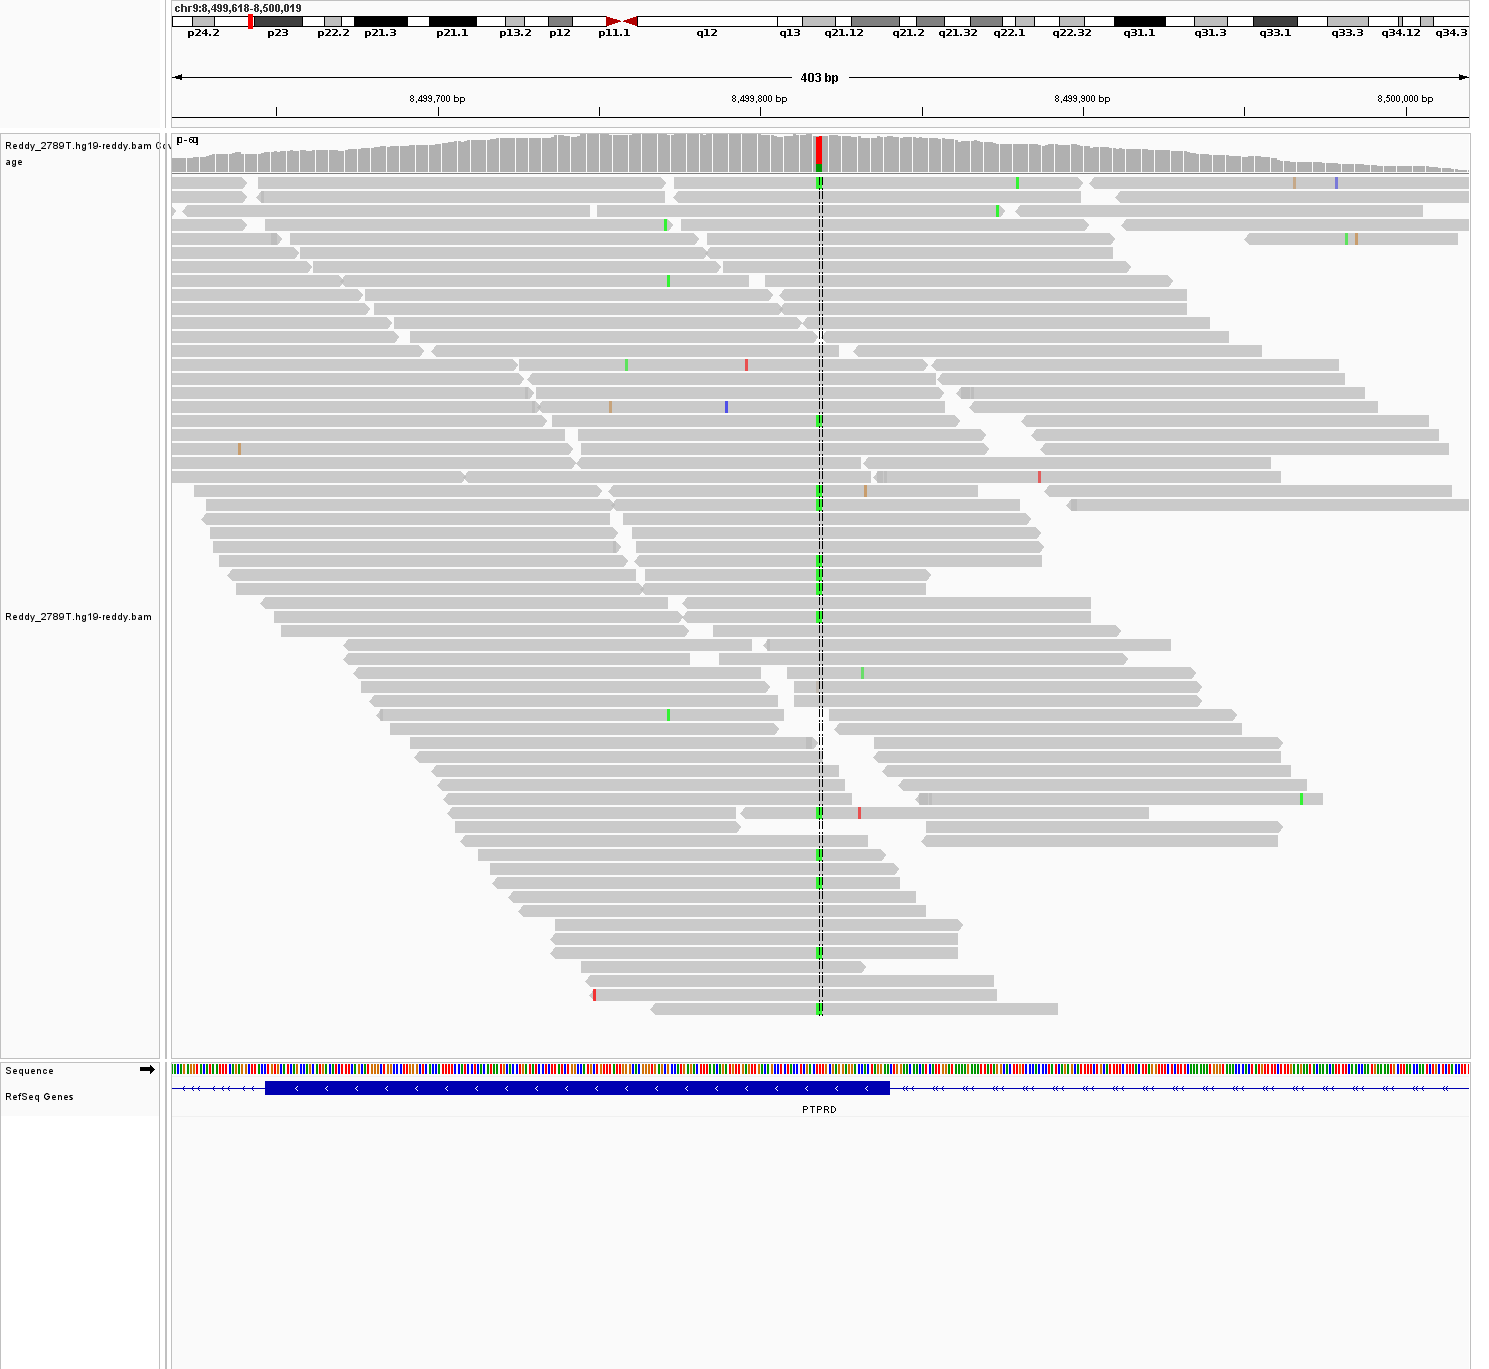 chr9:8,499,618-8,500,019
p24.2 p23 p22.2 p21.3 p21.1 p13.2 p12 p11.1 q12 q13 q21.12 q21.2 q21.32 q22.1 q22.32 q31.1 q31.3 q33.1 q33.3 q34.12 q34.3
403 bp
8,499,700 bp 8,499,800 bp 8,499,900 bp 8,500,000 bp
Reddy_2789T.hg19-reddy.bam Cov
age
[0-60]
Reddy_2789T.hg19-reddy.bam
Sequence
RefSeq Genes
PTPRD